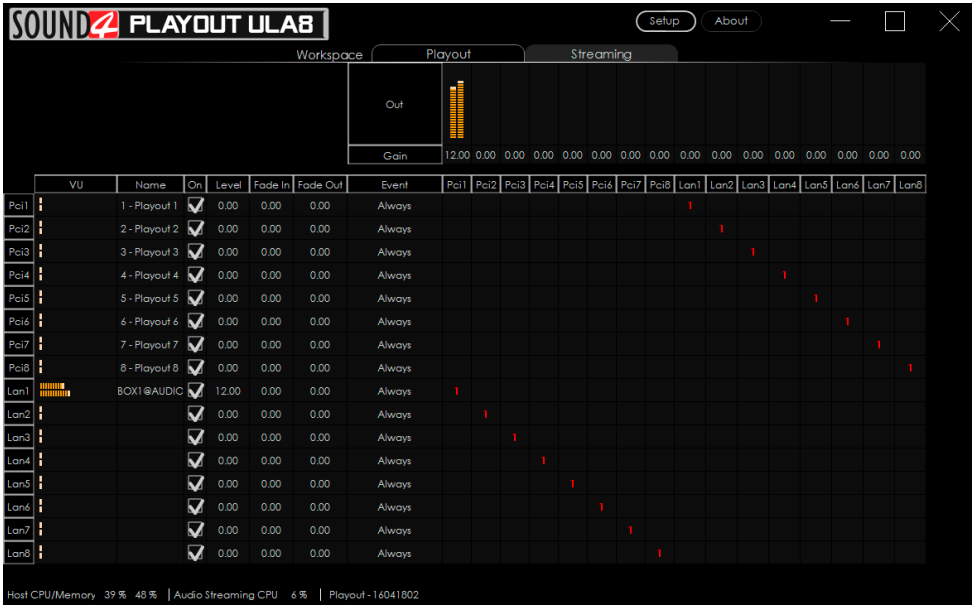 SOUND4 PLAYOUT ULA8 Setup About
Workspace Playout Streaming
Out
Gain 12.00 0.00 0.00 0.00 0.00 0.00 0.00 0.00 0.00 0.00 0.00 0.00 0.00 0.00 0.00 0.00
VU Name On Level Fade In Fade Out Event Pci1 Pci2 Pci3 Pci4 Pci5 Pci6 Pci7 Pci8 Lan1 Lan2 Lan3 Lan4 Lan5 Lan6 Lan7 Lan8
Pci1 1 - Playout 1 0.00 0.00 0.00 Always 1
Pci2 2 - Playout 2 0.00 0.00 0.00 Always 1
Pci3 3 - Playout 3 0.00 0.00 0.00 Always 1
Pci4 4 - Playout 4 0.00 0.00 0.00 Always 1
Pci5 5 - Playout 5 0.00 0.00 0.00 Always 1
Pci6 6 - Playout 6 0.00 0.00 0.00 Always 1
Pci7 7 - Playout 7 0.00 0.00 0.00 Always 1
Pci8 8 - Playout 8 0.00 0.00 0.00 Always 1
Lan1 BOX1@AUDIO 12.00 0.00 0.00 Always 1
Lan2 0.00 0.00 0.00 Always 1
Lan3 0.00 0.00 0.00 Always 1
Lan4 0.00 0.00 0.00 Always 1
Lan5 0.00 0.00 0.00 Always 1
Lan6 0.00 0.00 0.00 Always 1
Lan7 0.00 0.00 0.00 Always 1
Lan8 0.00 0.00 0.00 Always 1
Host CPU/Memory 39 % 48 % | Audio Streaming CPU 6 % | Playout - 16041802